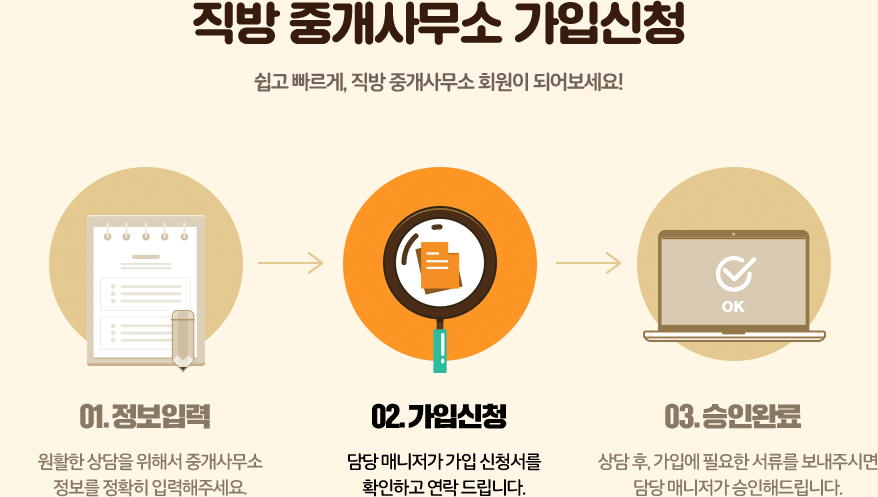 직방 중개사무소 가입신청
쉽고 빠르게, 직방 중개사무소 회원이 되어보세요!
OK
01. 정보입력
02. 가입신청
03. 승인완료
원활한 상담을 위해서 중개사무소
정보를 정확히 입력해주세요.
담당 매니저가 가입 신청서를
확인하고 연락 드립니다.
상담 후, 가입에 필요한 서류를 보내주시면
담당 매니저가 승인해드립니다.